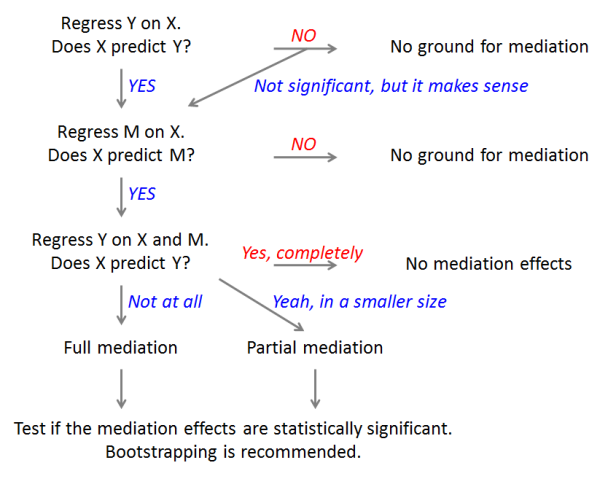 Regress Y on X.
Does X predict Y?
NO
No ground for mediation
YES
Not significant, but it makes sense
Regress M on X.
Does X predict M?
NO
No ground for mediation
YES
Regress Y on X and M.
Does X predict Y?
Yes, completely
No mediation effects
Not at all
Yeah, in a smaller size
Full mediation
Partial mediation
Test if the mediation effects are statistically significant.
Bootstrapping is recommended.